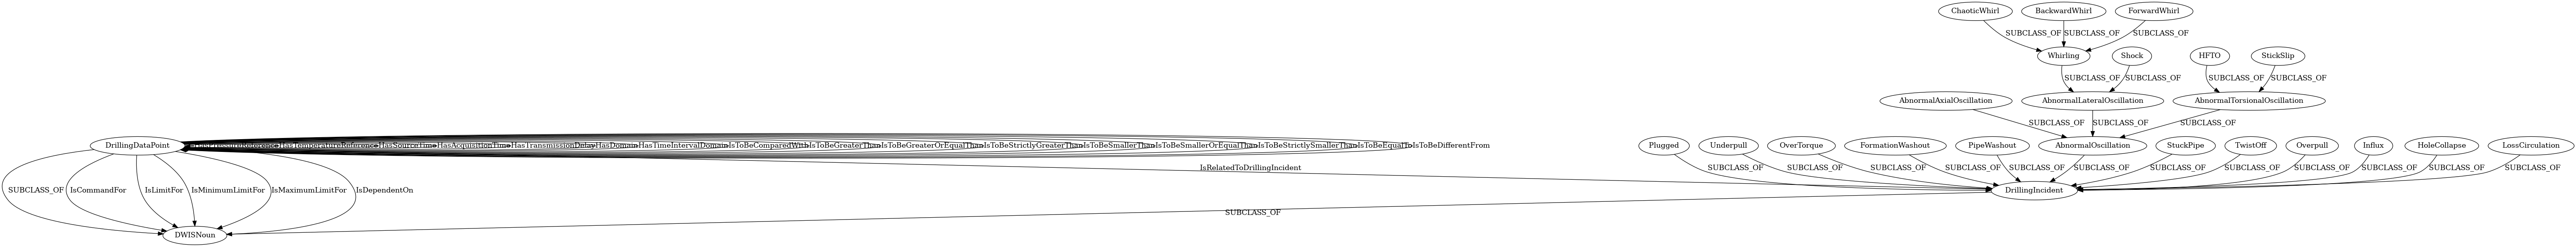 ChaoticWhirl BackwardWhirl ForwardWhirl
SUBCLASS_OF SUBCLASS_OF SUBCLASS_OF
Whirling Shock HFTO StickSlip
SUBCLASS_OF SUBCLASS_OF SUBCLASS_OF SUBCLASS_OF
AbnormalAxialOscillation AbnormalLateralOscillation AbnormalTorsionalOscillation
SUBCLASS_OF SUBCLASS_OF SUBCLASS_OF
DrillingDataPoint HasSourceTime HasAcquisitionTime HasTransmissionDelay HasDomain HasTimeIntervalDomain IsToBeComparedWith IsToBeGreaterThan IsToBeGreaterOrEqualThan IsToBeStrictlyGreaterThan IsToBeSmallerThan IsToBeSmallerOrEqualThan IsToBeStrictlySmallerThan IsToBeEqualTo IsToBeDifferentFrom Plugged Underpull OverTorque FormationWashout PipeWashout AbnormalOscillation StuckPipe TwistOff Overpull Influx HoleCollapse LossCirculation
IsRelatedToDrillingIncident SUBCLASS_OF SUBCLASS_OF SUBCLASS_OF SUBCLASS_OF SUBCLASS_OF SUBCLASS_OF SUBCLASS_OF SUBCLASS_OF SUBCLASS_OF SUBCLASS_OF SUBCLASS_OF SUBCLASS_OF
SUBCLASS_OF IsCommandFor IsLimitFor IsMinimumLimitFor IsMaximumLimitFor IsDependentOn DrillingIncident
SUBCLASS_OF
DWISNoun